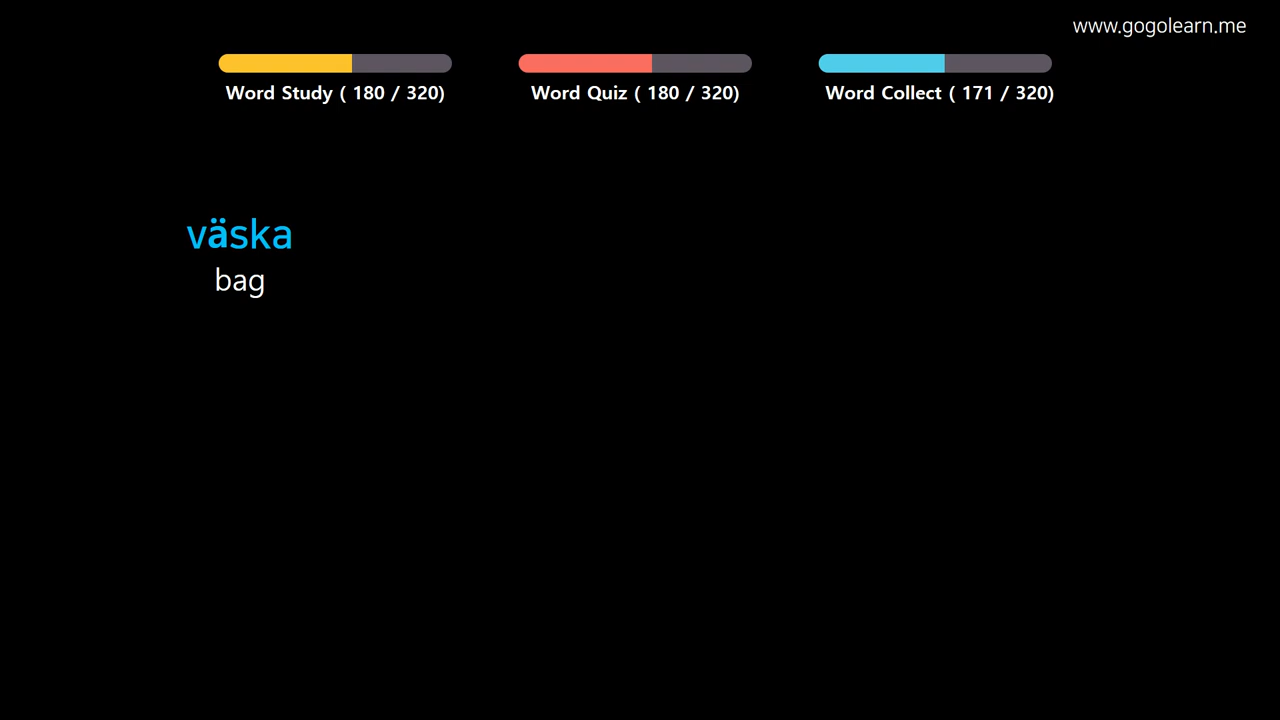 www.gogolearn.me
Word Study ( 180 / 320)
Word Quiz ( 180 / 320)
Word Collect ( 171 / 320)
väska
bag